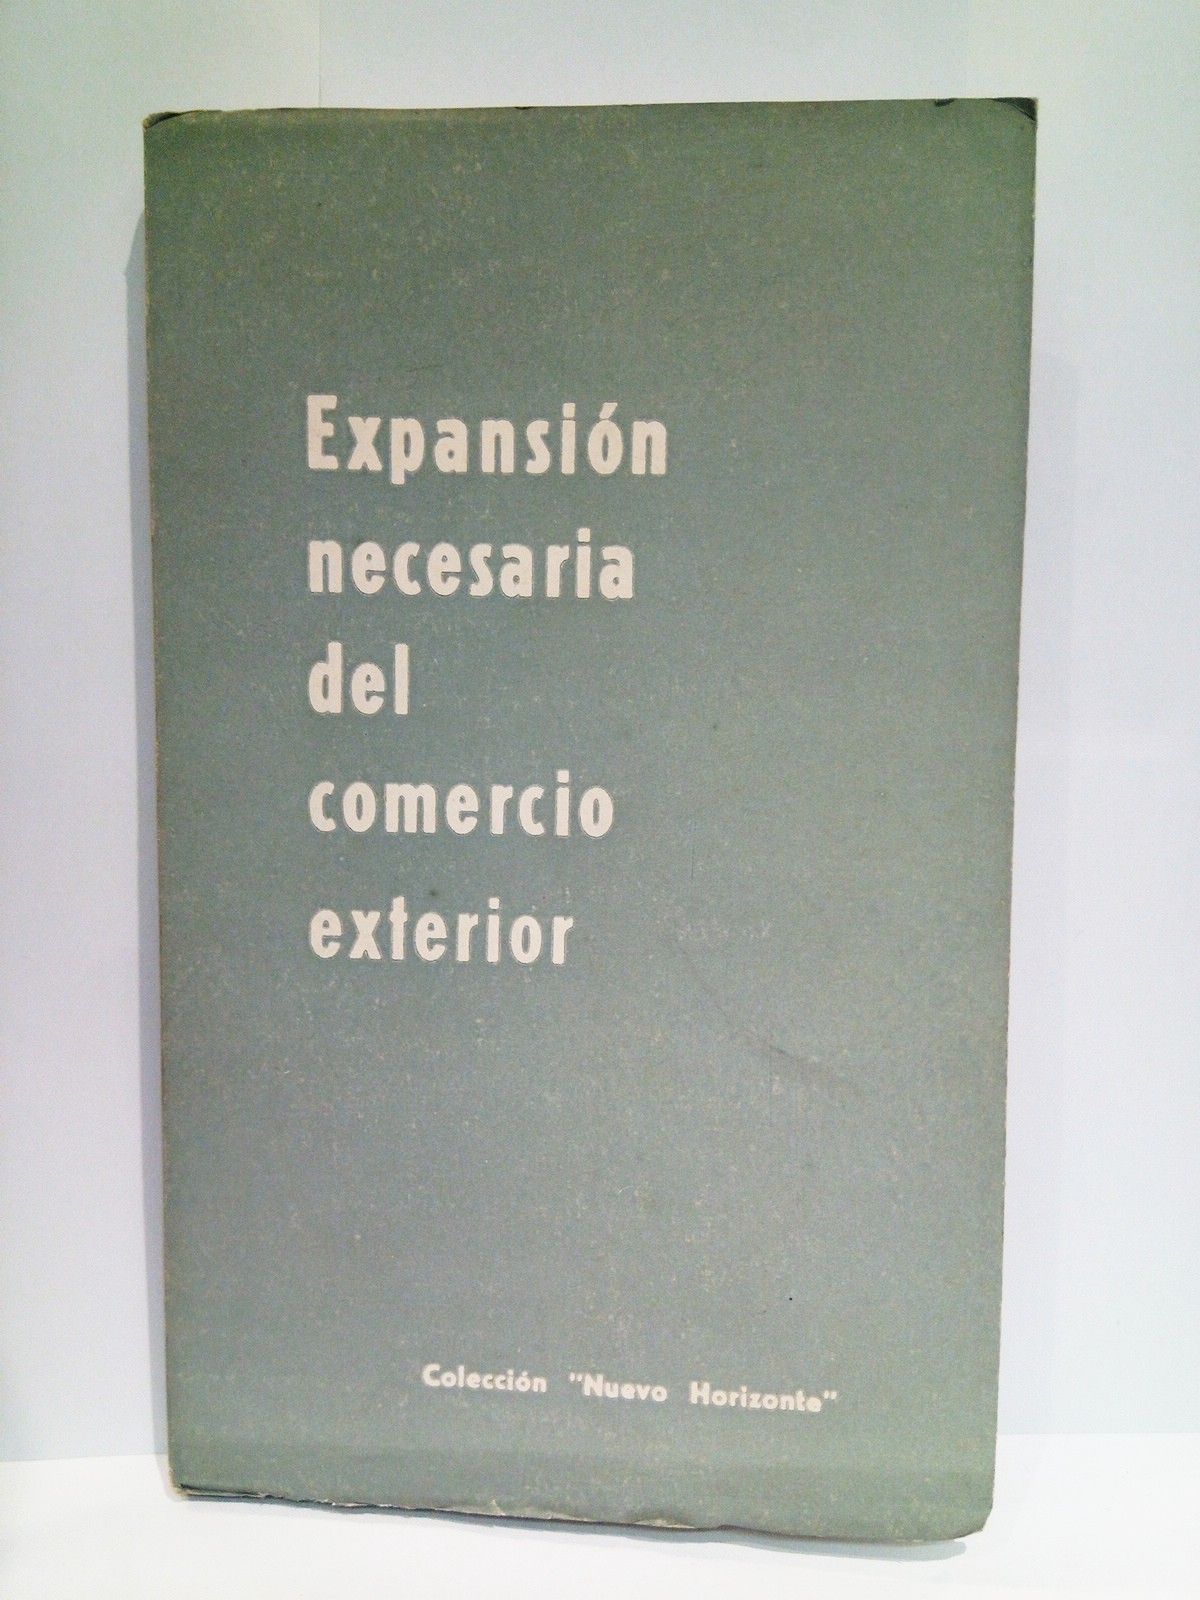 Expansión
necesaria
del
comercio
exterior
Colección "Nuevo Horizonte"